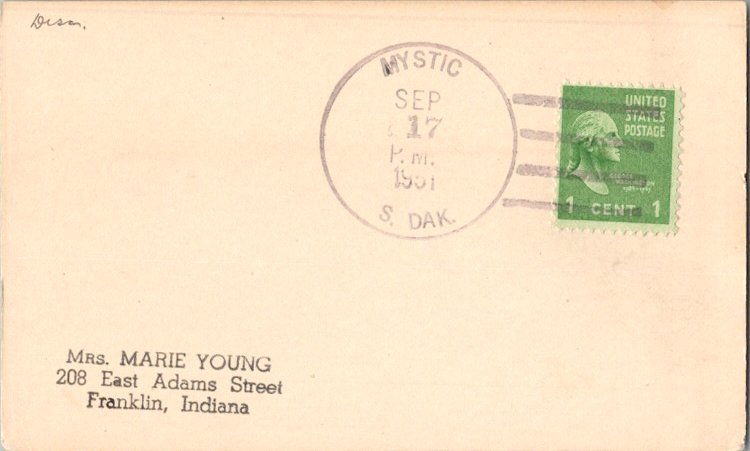 Discon.
MYSTIC
SEP
17
P.M.
1951
S. DAK.
UNITED
STATES
POSTAGE
1 CENT 1
MRS. MARIE YOUNG
208 East Adams Street
Franklin, Indiana